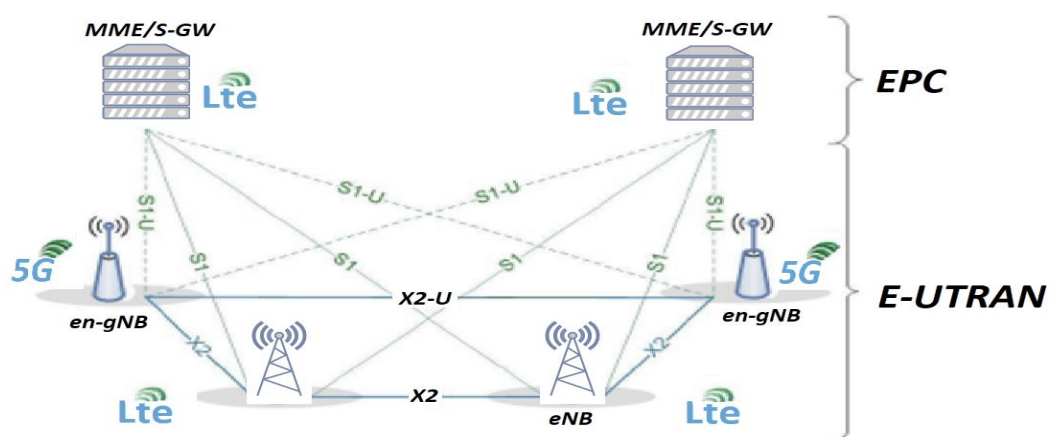 MME/S-GW
MME/S-GW
Lte
Lte
EPC
S1-U
S1-U
S1-U
S1-U
5G
5G
S1
S1
S1
S1
X2-U
E-UTRAN
en-gNB
en-gNB
X2
X2
X2
Lte
eNB
Lte